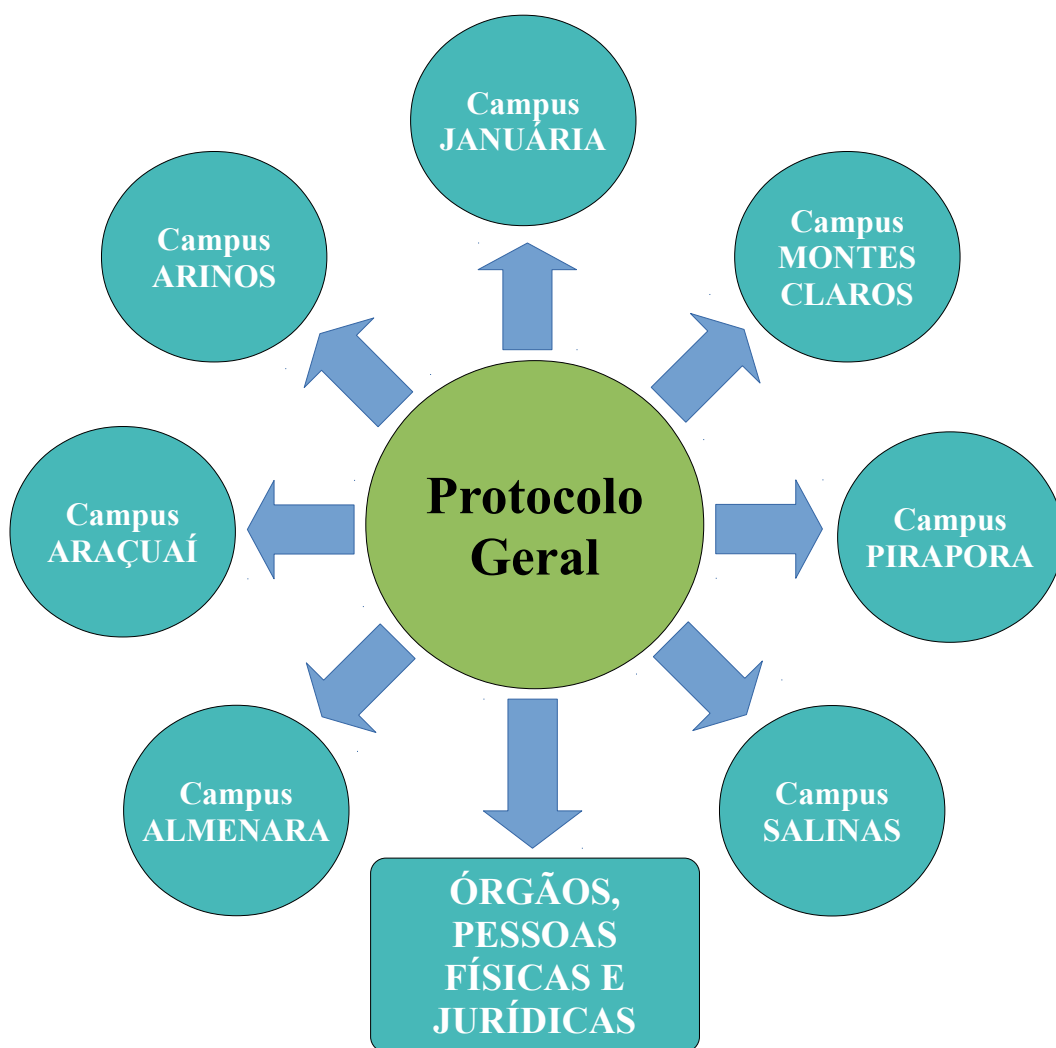 Campus
JANUÁRIA
Campus
ARINOS
Campus
MONTES
CLAROS
Protocolo
Geral
Campus
ARAÇUAÍ
Campus
PIRAPORA
Campus
ALMENARA
Campus
SALINAS
ÓRGÃOS,
PESSOAS
FÍSICAS E
JURÍDICAS